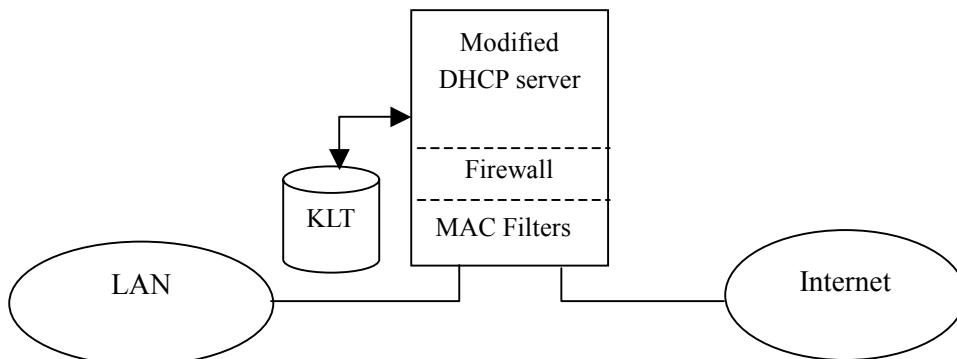 Modified
DHCP server
Firewall
KLT
MAC Filters
LAN
Internet